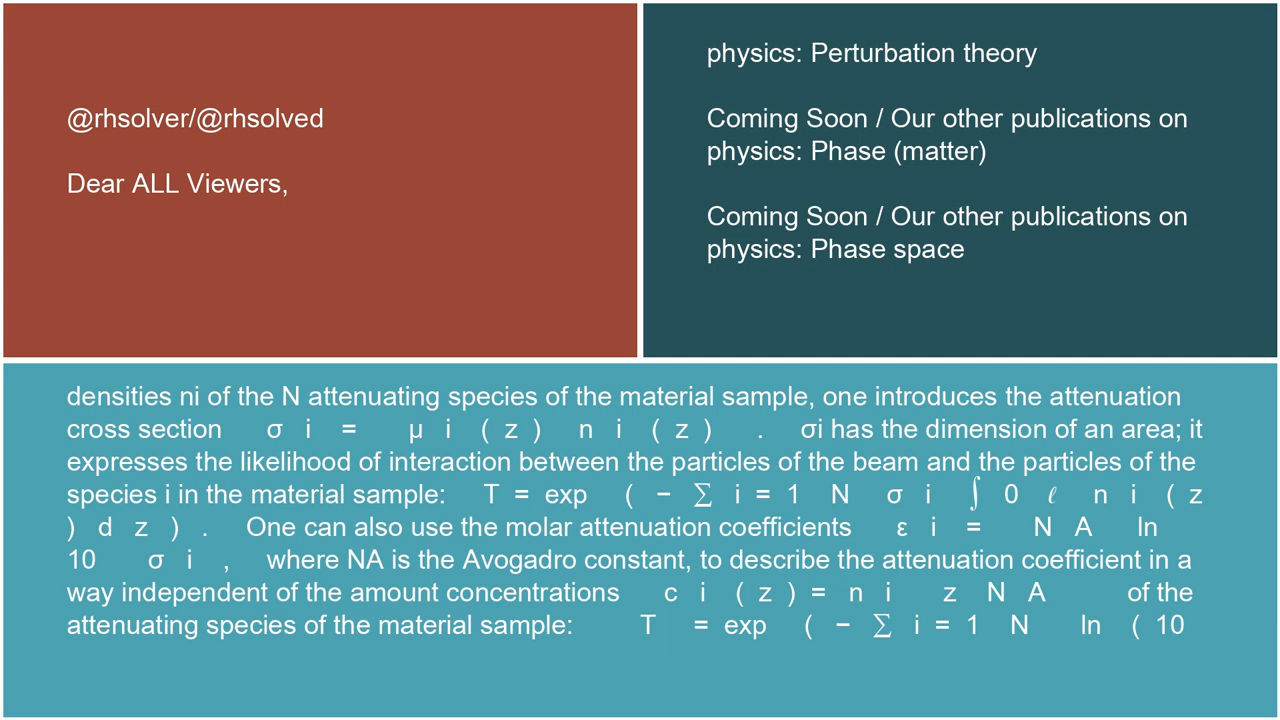 @rhsolver/@rhsolved
Dear ALL Viewers,
physics: Perturbation theory
Coming Soon / Our other publications on
physics: Phase (matter)
Coming Soon / Our other publications on
physics: Phase space
densities ni of the N attenuating species of the material sample, one introduces the attenuation
cross section σ i = μ i ( z ) n i ( z ) . σi has the dimension of an area; it
expresses the likelihood of interaction between the particles of the beam and the particles of the
species i in the material sample: T = exp ( − ∑ i = 1 N σ i ∫ 0 ℓ n i ( z
) d z ) . One can also use the molar attenuation coefficients ε i = N A ln
10 σ i , where NA is the Avogadro constant, to describe the attenuation coefficient in a
way independent of the amount concentrations c i ( z ) = n i z N A of the
attenuating species of the material sample: T = exp ( − ∑ i = 1 N ln ( 10